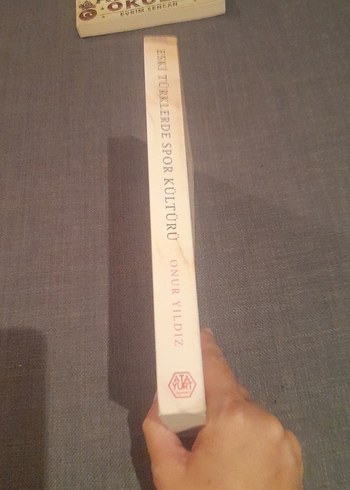 ESKİ TÜRKLERDE SPOR KÜLTÜRÜ
ONUR YILDIZ
ATA
YURT